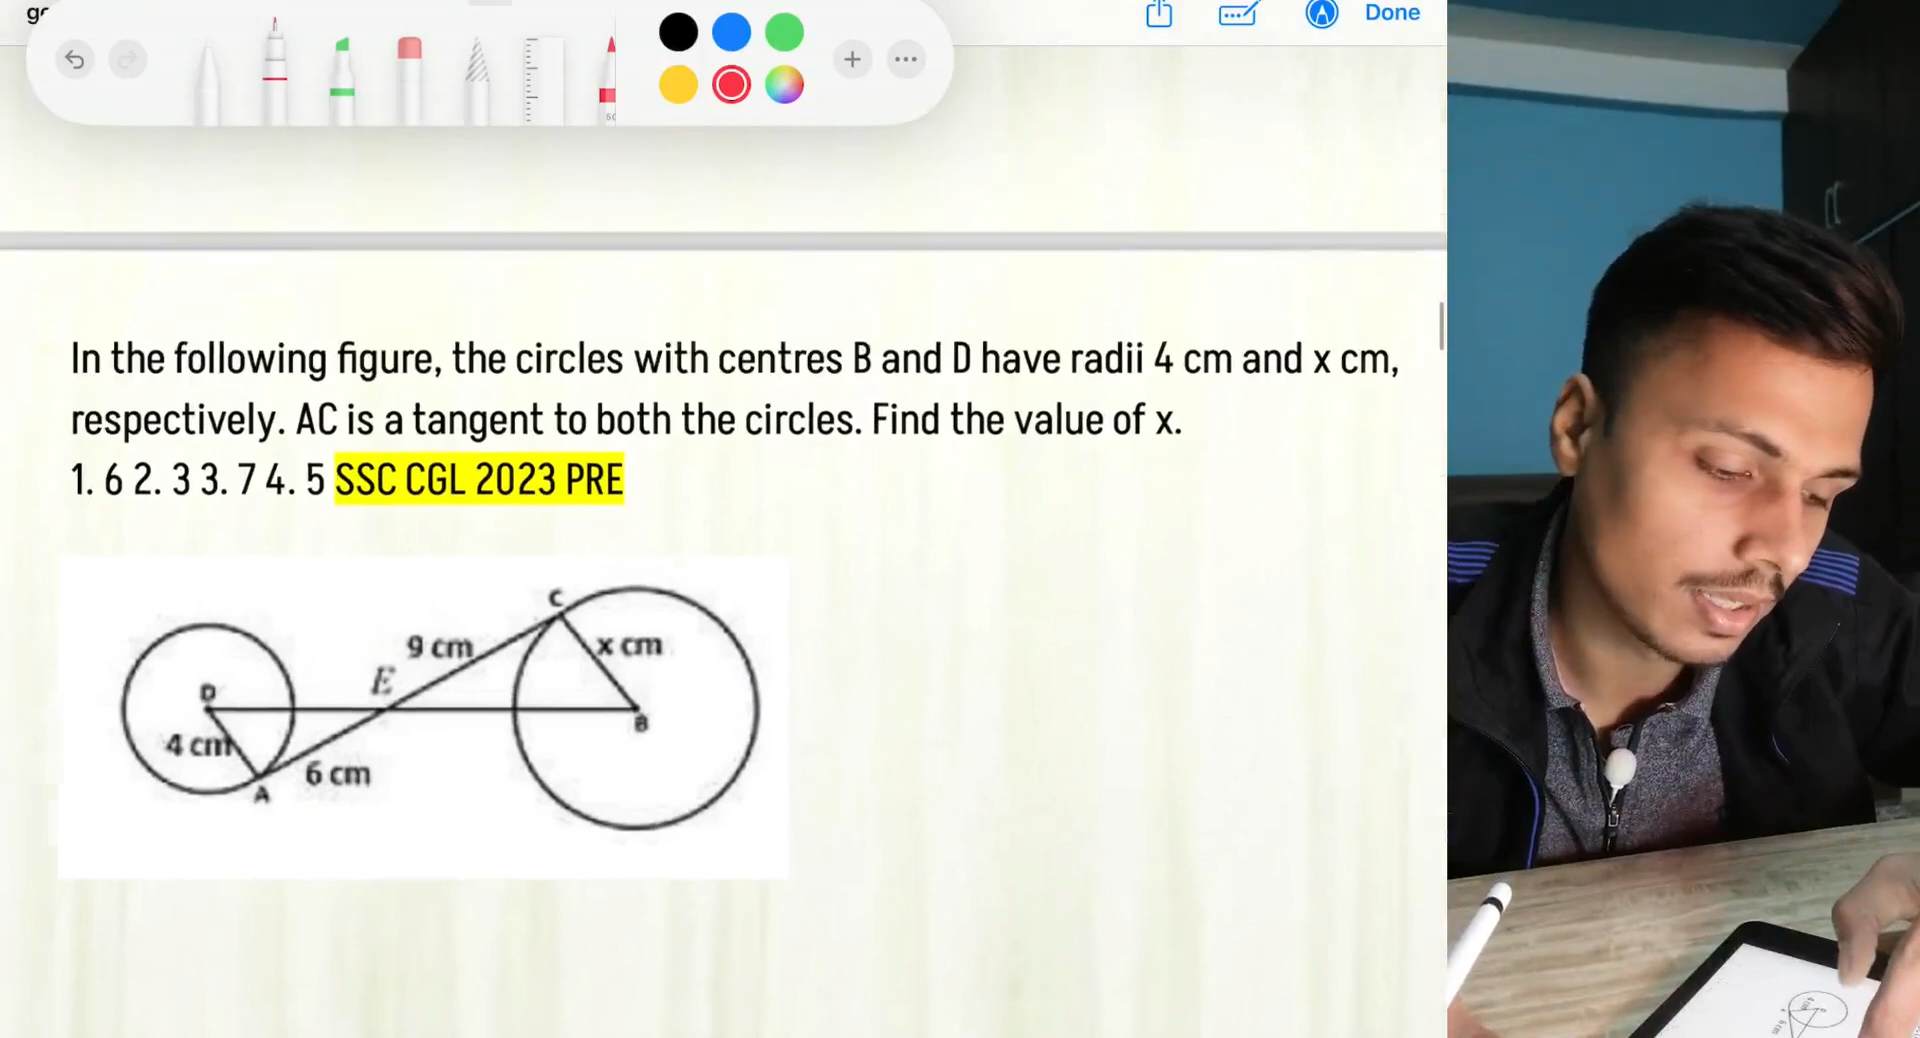 Done
In the following figure, the circles with centres B and D have radii 4 cm and x cm,
respectively. AC is a tangent to both the circles. Find the value of x.
1. 6 2. 3 3. 7 4. 5 SSC CGL 2023 PRE
C
9 cm
x cm
E
D
B
4 cm
6 cm
A